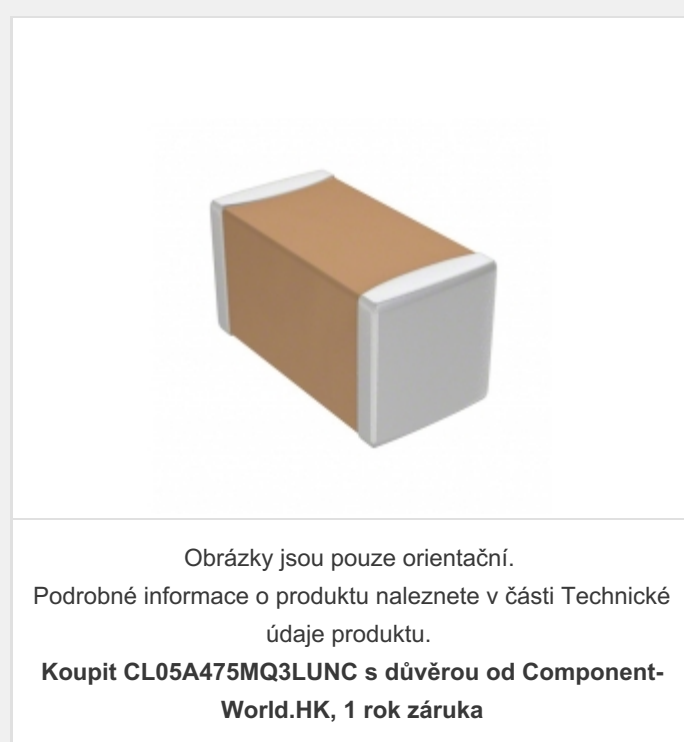 Obrázky jsou pouze orientační.
Podrobné informace o produktu naleznete v části Technické
údaje produktu.
Koupit CL05A475MQ3LUNC s důvěrou od Component-
World.HK, 1 rok záruka